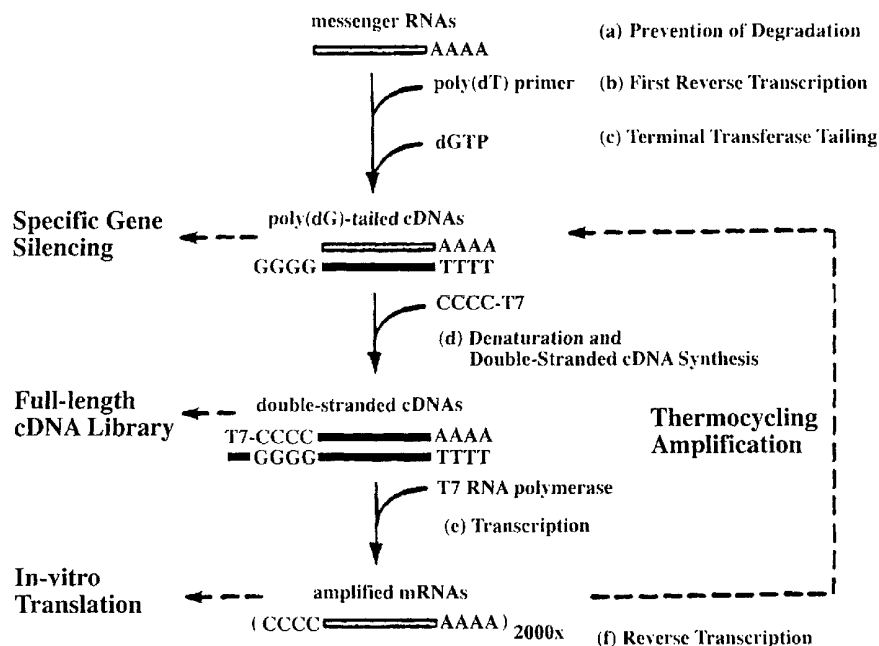 messenger RNAs
AAAA
(a) Prevention of Degradation
poly(dT) primer
(b) First Reverse Transcription
dGTP
(c) Terminal Transferase Tailing
Specific Gene
Silencing
poly(dG)-tailed cDNAs
AAAA
GGGG TTTT
CCCC-T7
(d) Denaturation and
Double-Stranded cDNA Synthesis
Full-length
cDNA Library
double-stranded cDNAs
T7-CCCC AAAA
GGGG TTTT
Thermocycling
Amplification
T7 RNA polymerase
(e) Transcription
In-vitro
Translation
amplified mRNAs
(CCCC AAAA) 2000x
(f) Reverse Transcription